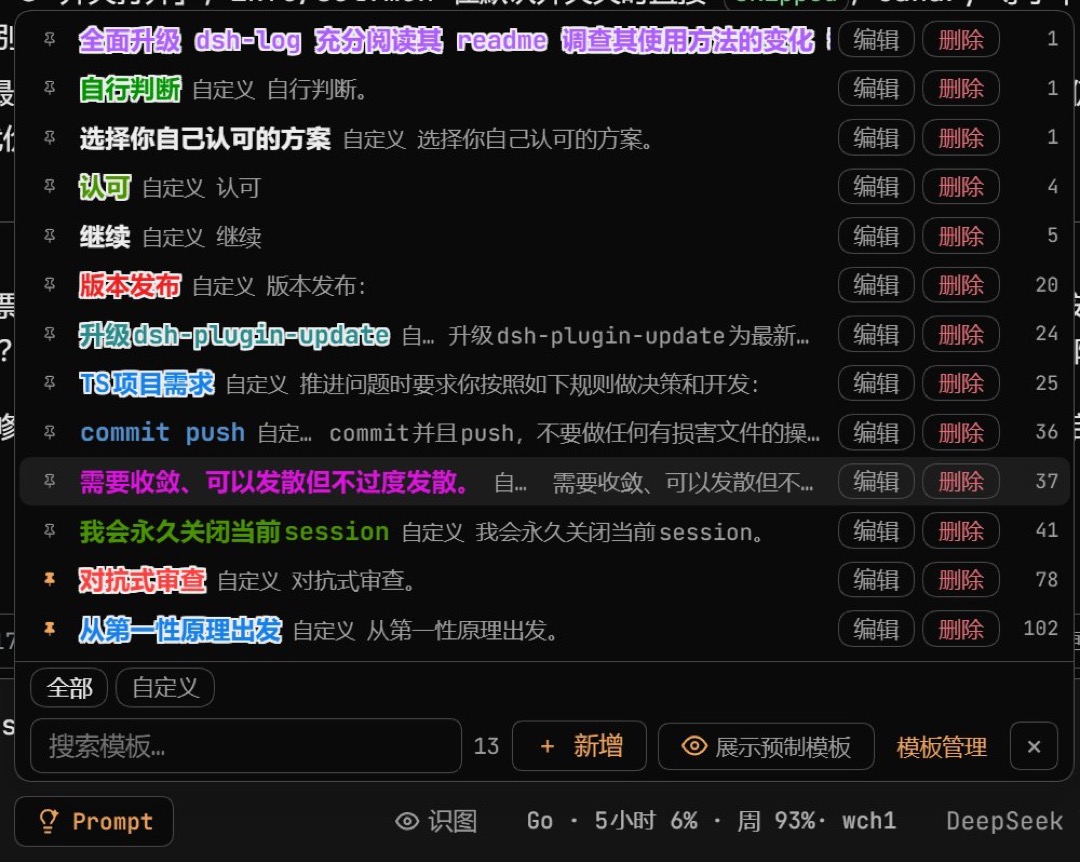 全面升级 dsh-log 充分阅读其 readme 调查其使用方法的变化 编辑 删除 1
自行判断 自定义 自行判断。 编辑 删除 1
选择你自己认可的方案 自定义 选择你自己认可的方案。 编辑 删除 1
认可 自定义 认可 编辑 删除 4
继续 自定义 继续 编辑 删除 5
版本发布 自定义 版本发布: 编辑 删除 20
升级dsh-plugin-update 自… 升级dsh-plugin-update为最新… 编辑 删除 24
TS项目需求 自定义 推进问题时要求你按照如下规则做决策和开发: 编辑 删除 25
commit push 自定… commit并且push，不要做任何有损害文件的操… 编辑 删除 36
需要收敛、可以发散但不过度发散。 自… 需要收敛、可以发散但不… 编辑 删除 37
我会永久关闭当前session 自定义 我会永久关闭当前session。 编辑 删除 41
对抗式审查 自定义 对抗式审查。 编辑 删除 78
从第一性原理出发 自定义 从第一性原理出发。 编辑 删除 102
全部 自定义
搜索模板… 13 + 新增 展示预制模板 模板管理 ×
Prompt 识图 Go · 5小时 6% · 周 93%· wch1 DeepSeek